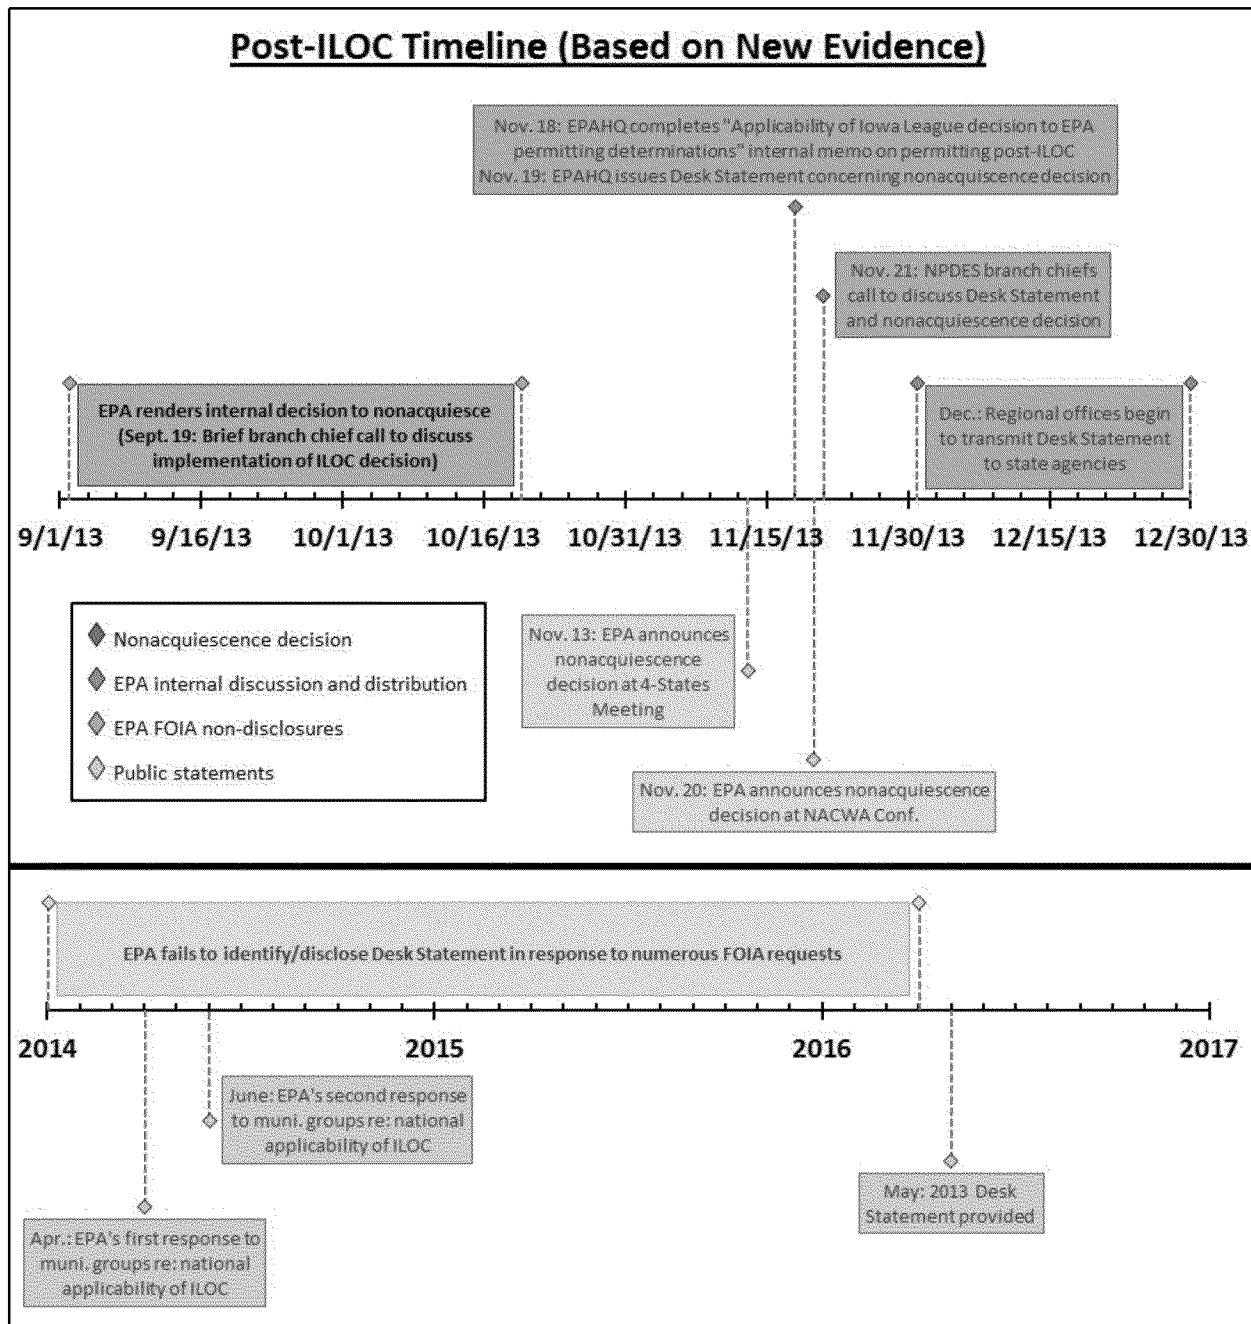 Post-ILOC Timeline (Based on New Evidence)
Nov. 18: EPAHQ completes "Applicability of Iowa League decision to EPA
permitting determinations" internal memo on permitting post-ILOC
Nov. 19: EPAHQ issues Desk Statement concerning nonacquiscence decision
Nov. 21: NPDES branch chiefs
call to discuss Desk Statement
and nonacquiescence decision
EPA renders internal decision to nonacquiesce
(Sept. 19: Brief branch chief call to discuss
implementation of ILOC decision)
Dec.: Regional offices begin
to transmit Desk Statement
to state agencies
9/1/13 9/16/13 10/1/13 10/16/13 10/31/13 11/15/13 11/30/13 12/15/13 12/30/13
Nonacquiescence decision
EPA internal discussion and distribution
EPA FOIA non-disclosures
Public statements
Nov. 13: EPA announces
nonacquiescence
decision at 4-States
Meeting
Nov. 20: EPA announces nonacquiescence
decision at NACWA Conf.
EPA fails to identify/disclose Desk Statement in response to numerous FOIA requests
2014 2015 2016 2017
June: EPA's second response
to muni. groups re: national
applicability of ILOC
May: 2013 Desk
Statement provided
Apr.: EPA's first response to
muni. groups re: national
applicability of ILOC